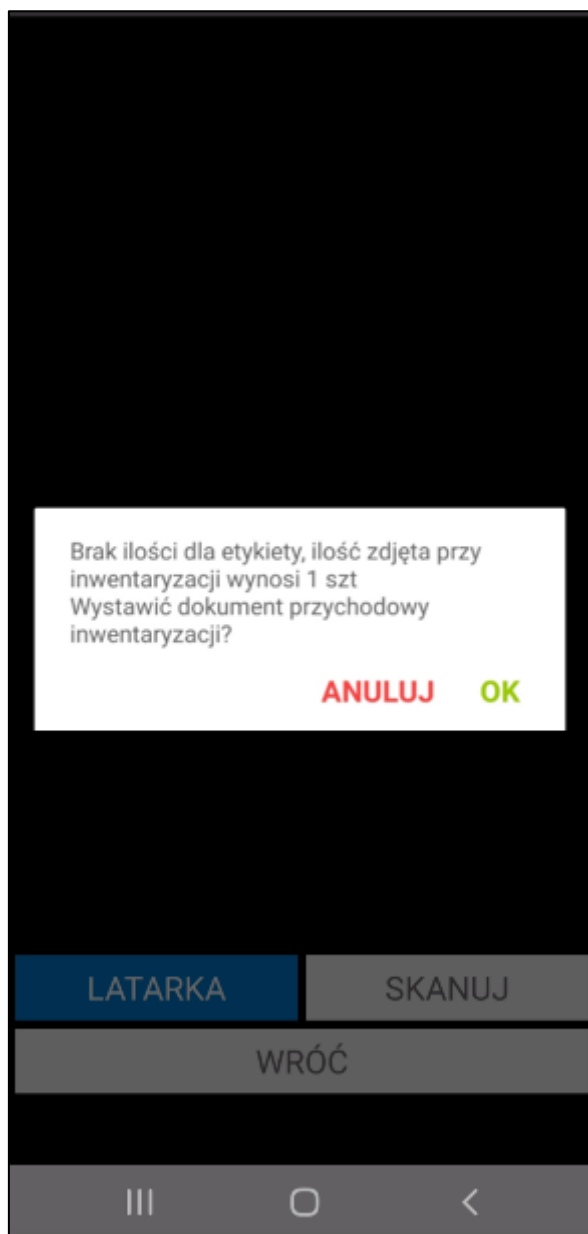 Brak ilości dla etykiety, ilość zdjęta przy
inwentaryzacji wynosi 1 szt
Wystawić dokument przychodowy
inwentaryzacji?
ANULUJ OK
LATARKA SKANUJ
WRÓĆ